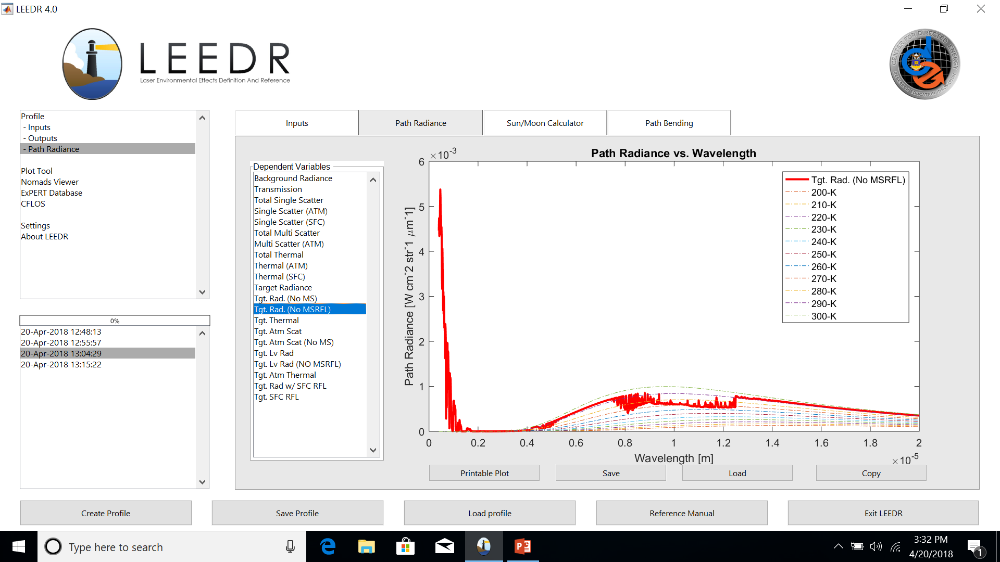 LEEDR 4.0
LEEDR
Laser Environmental Effects Definition And Reference
CENTER FOR DIRECTED ENERGY
RESEARCH EDUCATION INNOVATION
Profile
- Inputs
- Outputs
- Path Radiance
Plot Tool
Nomads Viewer
ExPERT Database
CFLOS
Settings
About LEEDR
0%
20-Apr-2018 12:48:13
20-Apr-2018 12:55:57
20-Apr-2018 13:04:29
20-Apr-2018 13:15:22
Inputs
Path Radiance
Sun/Moon Calculator
Path Bending
Dependent Variables
Background Radiance
Transmission
Total Single Scatter
Single Scatter (ATM)
Single Scatter (SFC)
Total Multi Scatter
Multi Scatter (ATM)
Total Thermal
Thermal (ATM)
Thermal (SFC)
Target Radiance
Tgt. Rad. (No MS)
Tgt. Rad. (No MSRFL)
Tgt. Thermal
Tgt. Atm Scat
Tgt. Atm Scat (No MS)
Tgt. Lv Rad
Tgt. Lv Rad (NO MSRFL)
Tgt. Atm Thermal
Tgt. Rad w/ SFC RFL
Tgt. SFC RFL
Path Radiance vs. Wavelength
×10⁻³
6
5
4
3
2
1
0
Path Radiance [W cm⁻2 str⁻1 μm⁻1]
Tgt. Rad. (No MSRFL)
200-K
210-K
220-K
230-K
240-K
250-K
260-K
270-K
280-K
290-K
300-K
0 0.2 0.4 0.6 0.8 1 1.2 1.4 1.6 1.8 2
Wavelength [m]
×10⁻⁵
Printable Plot
Save
Load
Copy
Create Profile
Save Profile
Load profile
Reference Manual
Exit LEEDR
Type here to search
3:32 PM
4/20/2018
1